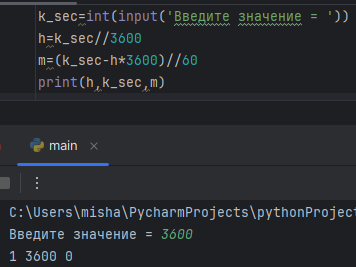 k_sec=int(input('Введите значение = '))
h=k_sec//3600
m=(k_sec-h*3600)//60
print(h,k_sec,m)
main
C:\Users\misha\PycharmProjects\pythonProject
Введите значение = 3600
1 3600 0